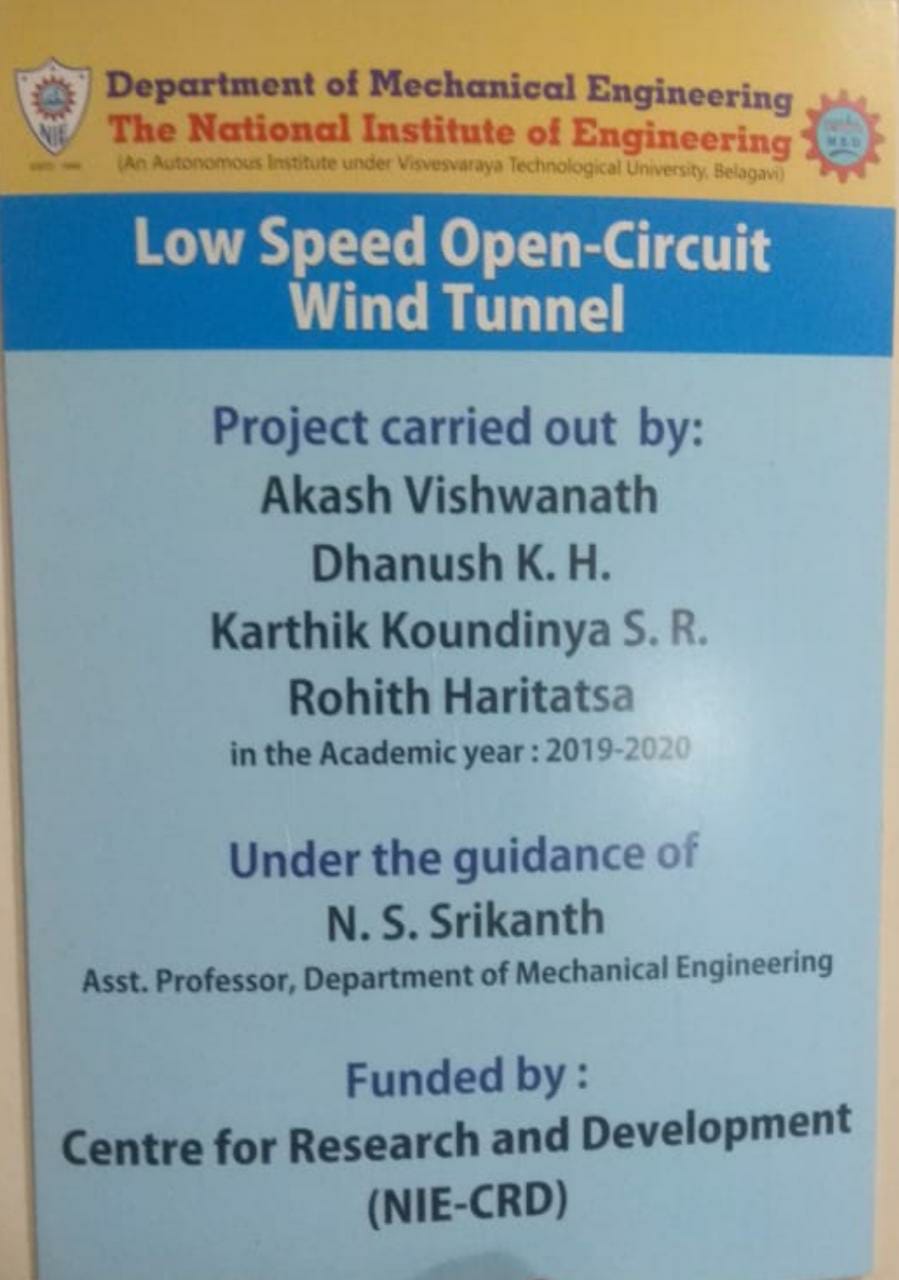 Department of Mechanical Engineering
The National Institute of Engineering
(An Autonomous Institute under Visvesvaraya Technological University, Belagavi)
NIE
Low Speed Open-Circuit
Wind Tunnel
Project carried out by:
Akash Vishwanath
Dhanush K. H.
Karthik Koundinya S. R.
Rohith Haritatsa
in the Academic year : 2019-2020
Under the guidance of
N. S. Srikanth
Asst. Professor, Department of Mechanical Engineering
Funded by :
Centre for Research and Development
(NIE-CRD)